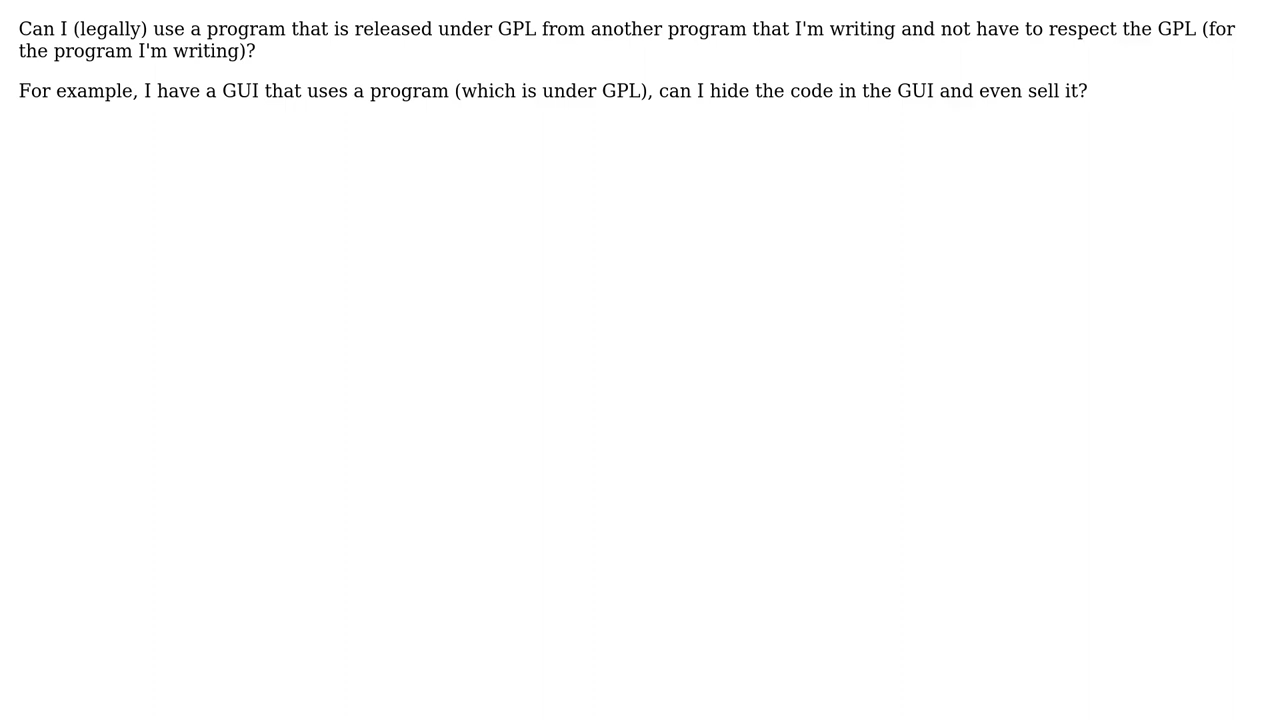 Can I (legally) use a program that is released under GPL from another program that I'm writing and not have to respect the GPL (for
the program I'm writing)?
For example, I have a GUI that uses a program (which is under GPL), can I hide the code in the GUI and even sell it?